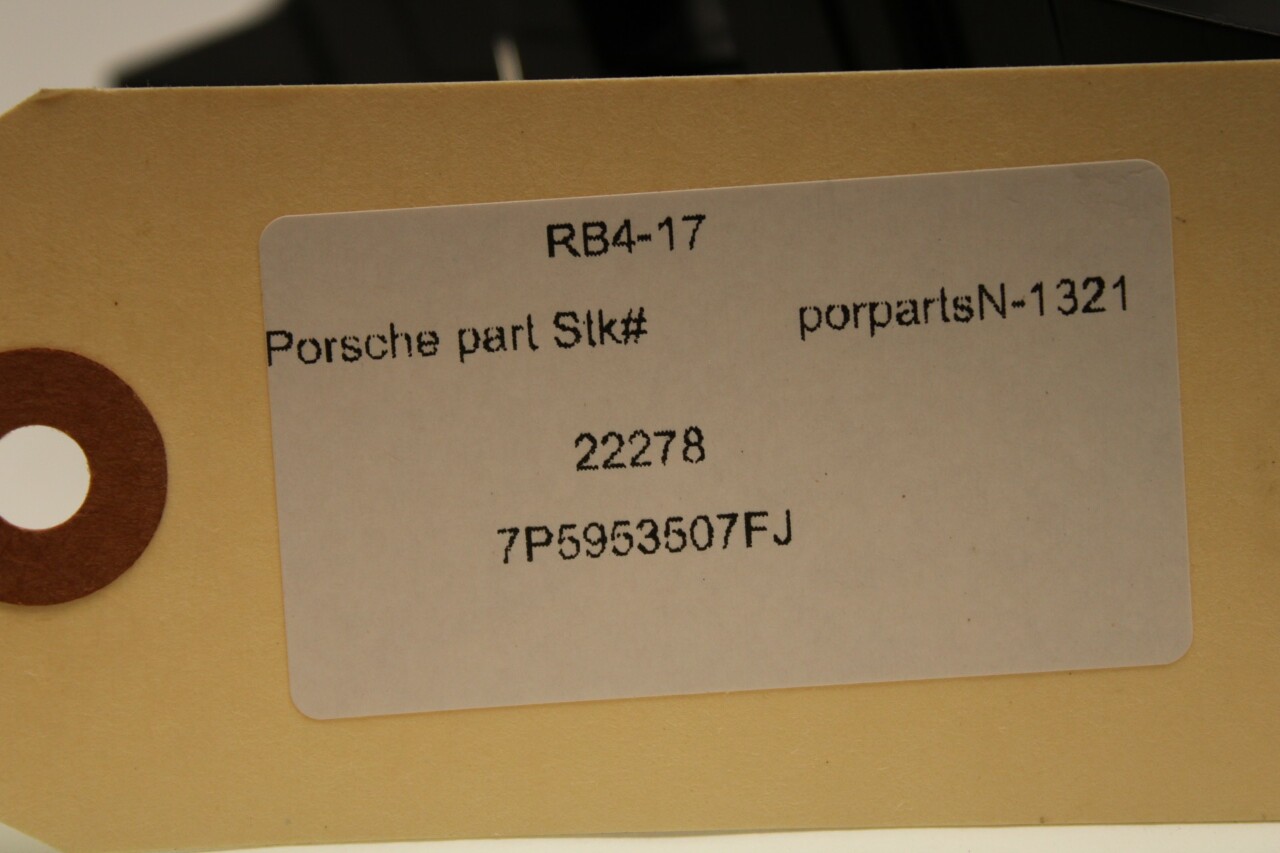 RB4-17
Porsche part Stk# porpartsN-1321
22278
7P5953507FJ